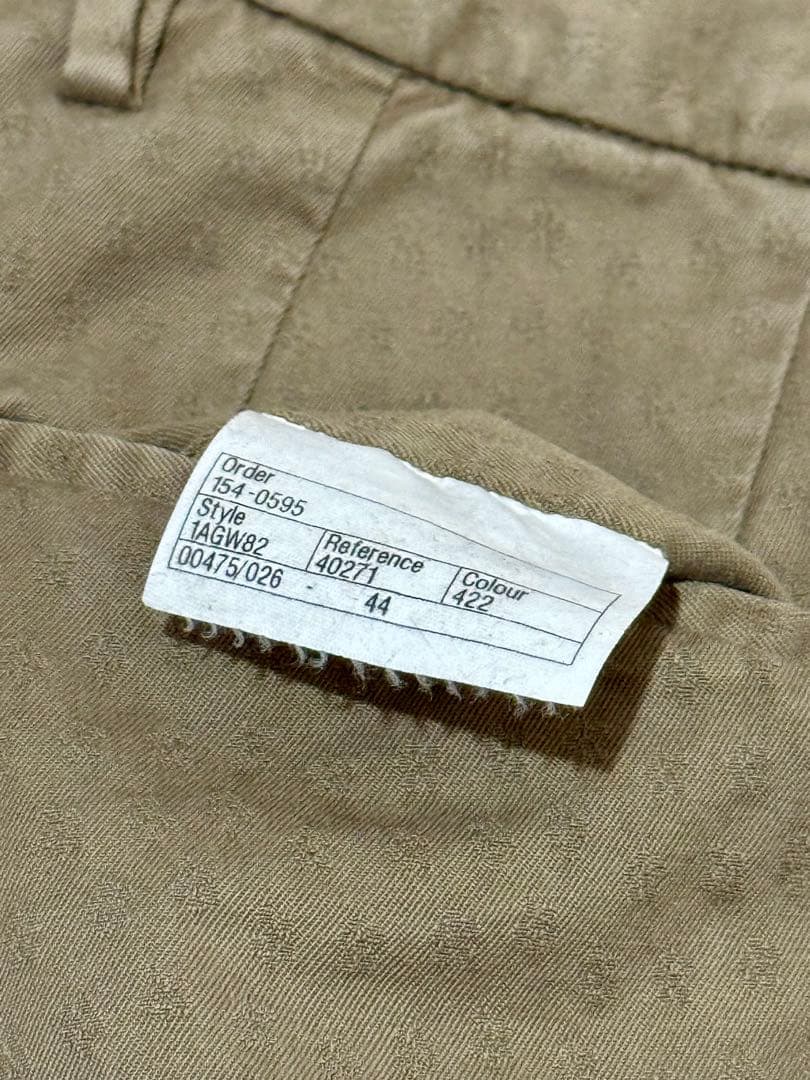 Order
154-0595
Style Reference Colour
1AGW82 40271 422
00475/026 - 44